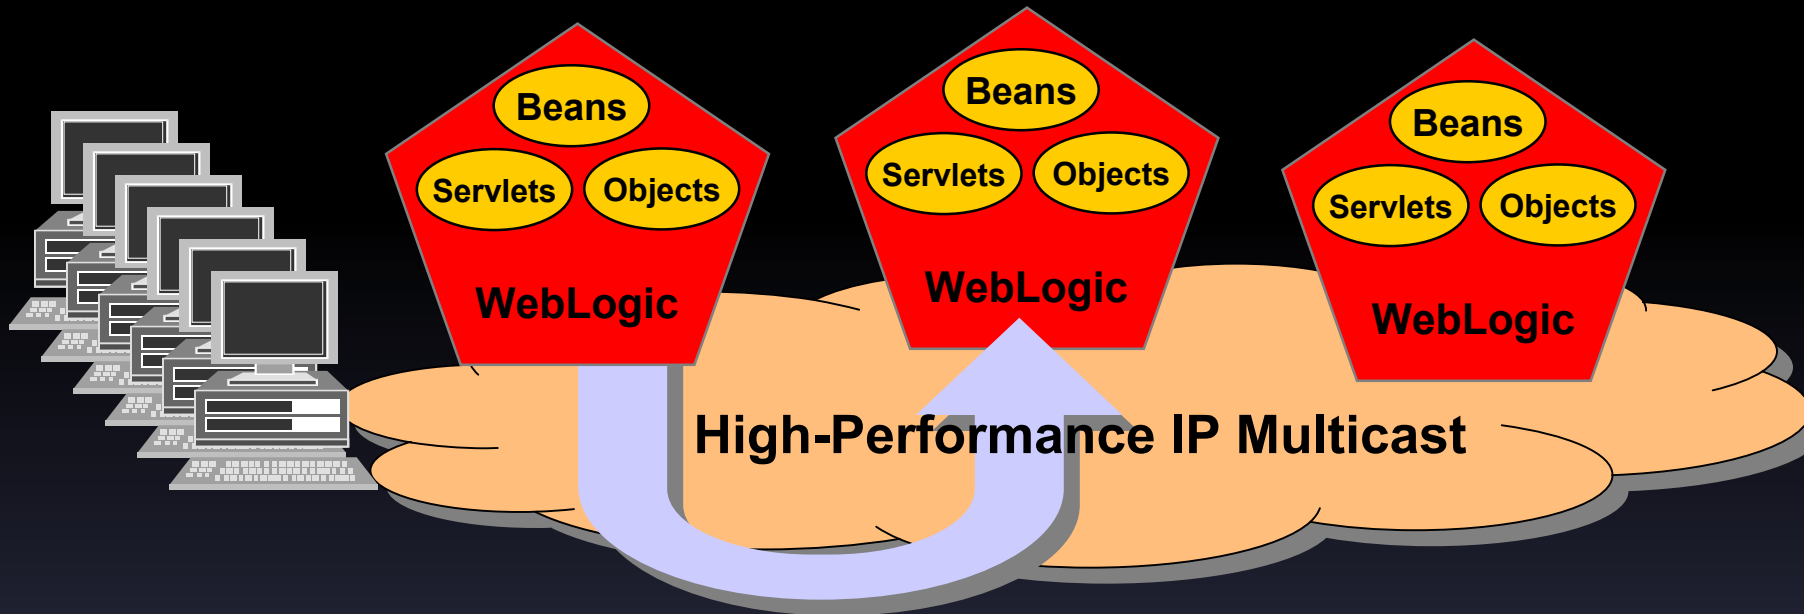 Beans
Servlets
Objects
WebLogic
Beans
Servlets
Objects
WebLogic
Beans
Servlets
Objects
WebLogic
High-Performance IP Multicast